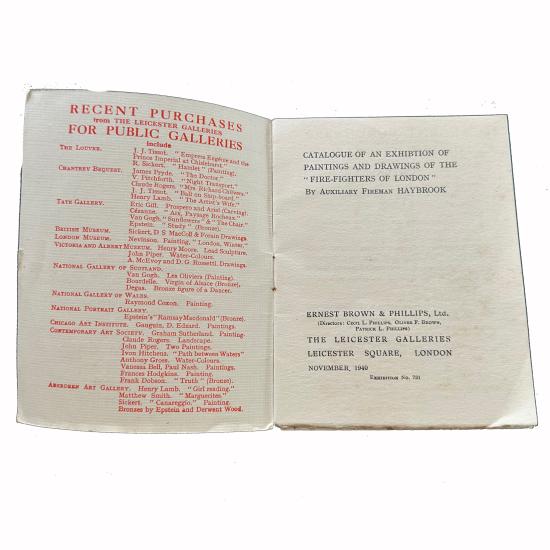 RECENT PURCHASES
from THE LEICESTER GALLERIES
FOR PUBLIC GALLERIES
include
THE LOUVRE. J. J. Tissot. "Empress Eugénie and the
Prince Imperial at Chislehurst."
R. Sickert. "Hamlet" (Painting).
CHANTREY BEQUEST. James Pryde. "The Doctor."
V. Pitchforth. "Night Transport."
Claude Rogers. "Mrs. Richard Chilvers."
J. J. Tissot. "Ball on Ship-board."
Henry Lamb. "The Artist's Wife."
TATE GALLERY. Eric Gill. Prospero and Ariel (Carving).
Cézanne. "Aix, Paysage Rocheux."
Van Gogh. "Sunflowers" & "The Chair."
Epstein. "Study" (Bronze).
BRITISH MUSEUM. Sickert, D S MacColl & Forain Drawings.
LONDON MUSEUM. Nevinson. Painting, "London, Winter."
VICTORIA AND ALBERT MUSEUM. Henry Moore. Lead Sculpture.
John Piper. Water-Colours.
A. McEvoy and D. G. Rossetti. Drawings.
NATIONAL GALLERY OF SCOTLAND.
Van Gogh. Les Oliviers (Painting).
Bourdelle. Virgin of Alsace (Bronze).
Degas. Bronze figure of a Dancer.
NATIONAL GALLERY OF WALES.
Raymond Coxon. Painting.
NATIONAL PORTRAIT GALLERY.
Epstein's "Ramsay Macdonald" (Bronze).
CHICAGO ART INSTITUTE. Gauguin, D. Edzard. Paintings.
CONTEMPORARY ART SOCIETY. Graham Sutherland. Painting.
Claude Rogers. Landscape.
John Piper. Two Paintings.
Ivon Hitchens. "Path between Waters"
Anthony Gross. Water-Colours.
Vanessa Bell, Paul Nash. Paintings.
Frances Hodgkins. Painting.
Frank Dobson. "Truth" (Bronze).
ABERDEEN ART GALLERY. Henry Lamb. "Girl reading."
Matthew Smith. "Marguerites."
Sickert. "Canareggio." Painting.
Bronzes by Epstein and Derwent Wood.
CATALOGUE OF AN EXHIBITION OF
PAINTINGS AND DRAWINGS OF THE
"FIRE-FIGHTERS OF LONDON"
BY AUXILIARY FIREMAN HAYBROOK
ERNEST BROWN & PHILLIPS, Ltd.
(Directors: CECIL L. PHILLIPS, OLIVER F. BROWN,
PATRICK L. PHILLIPS)
THE LEICESTER GALLERIES
LEICESTER SQUARE, LONDON
NOVEMBER, 1940
EXHIBITION No. 731